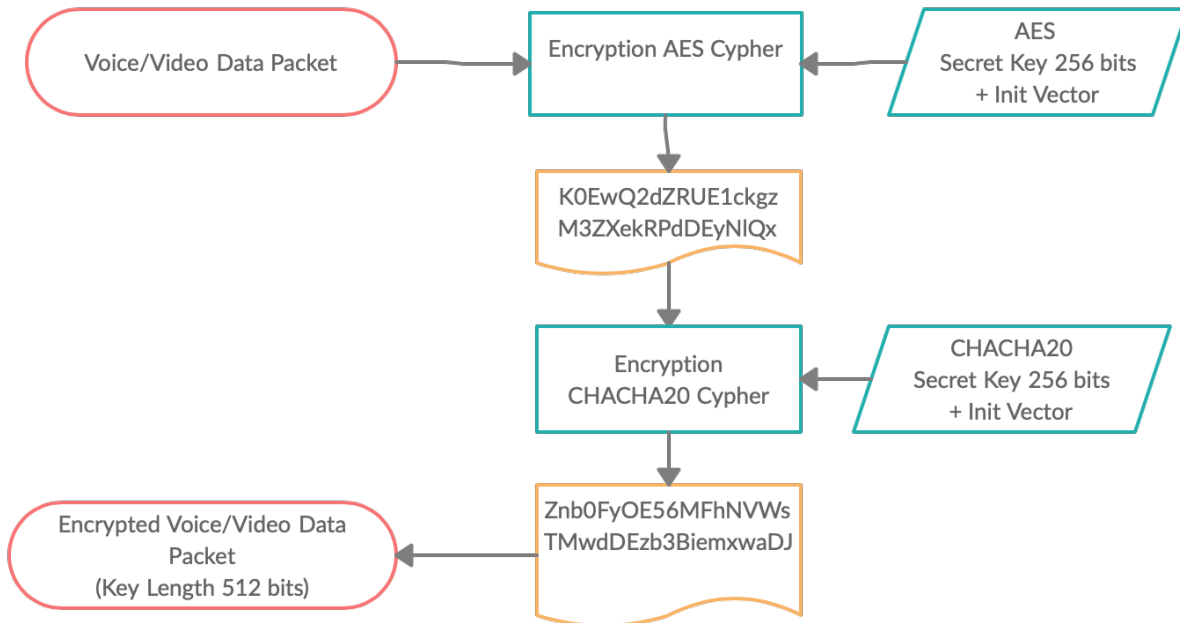 Voice/Video Data Packet
Encryption AES Cypher
AES
Secret Key 256 bits
+ Init Vector
K0EwQ2dZRUE1ckgz
M3ZXekRPdDEyNlQx
Encryption
CHACHA20 Cypher
CHACHA20
Secret Key 256 bits
+ Init Vector
Znb0FyOE56MFhNVWs
TMwdDEzb3BiemxwaDJ
Encrypted Voice/Video Data
Packet
(Key Length 512 bits)